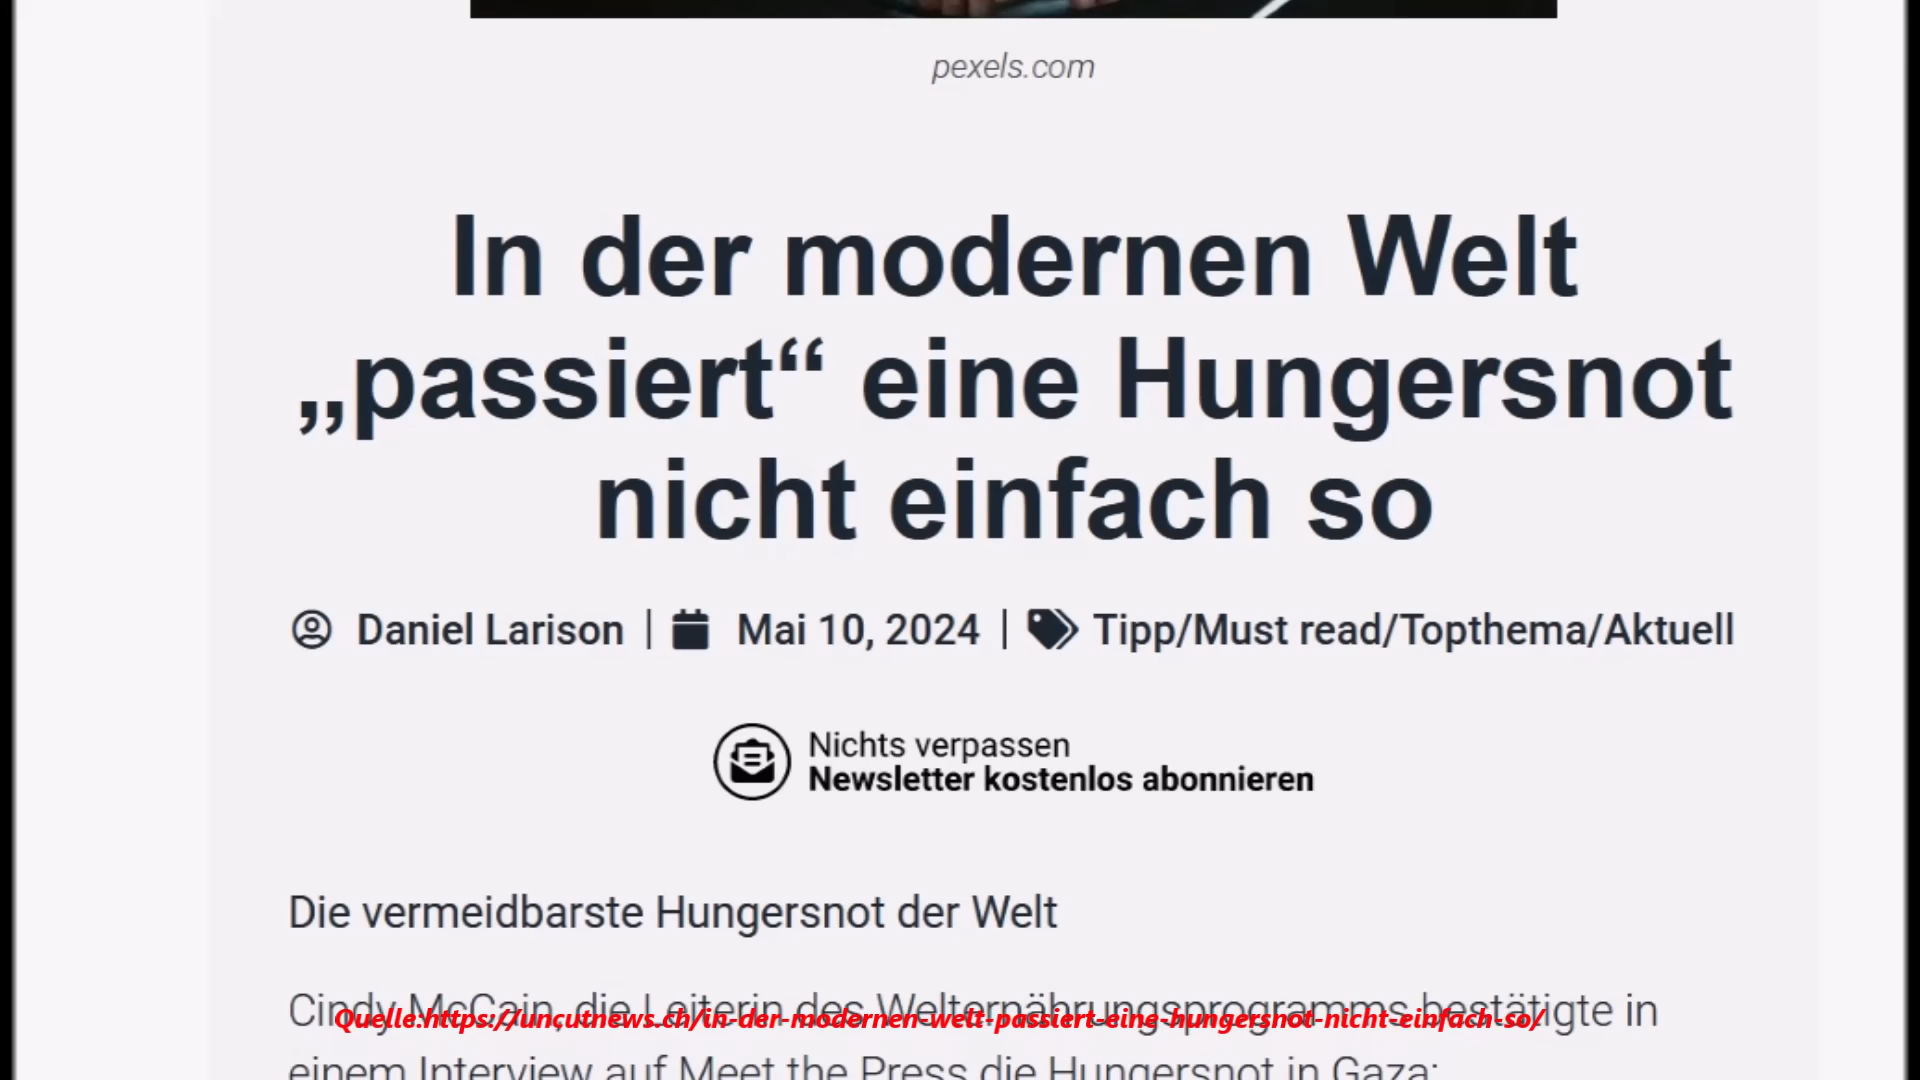 pexels.com
In der modernen Welt
„passiert“ eine Hungersnot
nicht einfach so
Daniel Larison | Mai 10, 2024 | Tipp/Must read/Topthema/Aktuell
Nichts verpassen
Newsletter kostenlos abonnieren
Die vermeidbarste Hungersnot der Welt
Cindy McCain, die Leiterin des Welternährungsprogramms bestätigte in
Quelle:https://uncutnews.ch/in-der-modernen-welt-passiert-eine-hungersnot-nicht-einfach-so/
einem Interview auf Meet the Press die Hungersnot in Gaza: